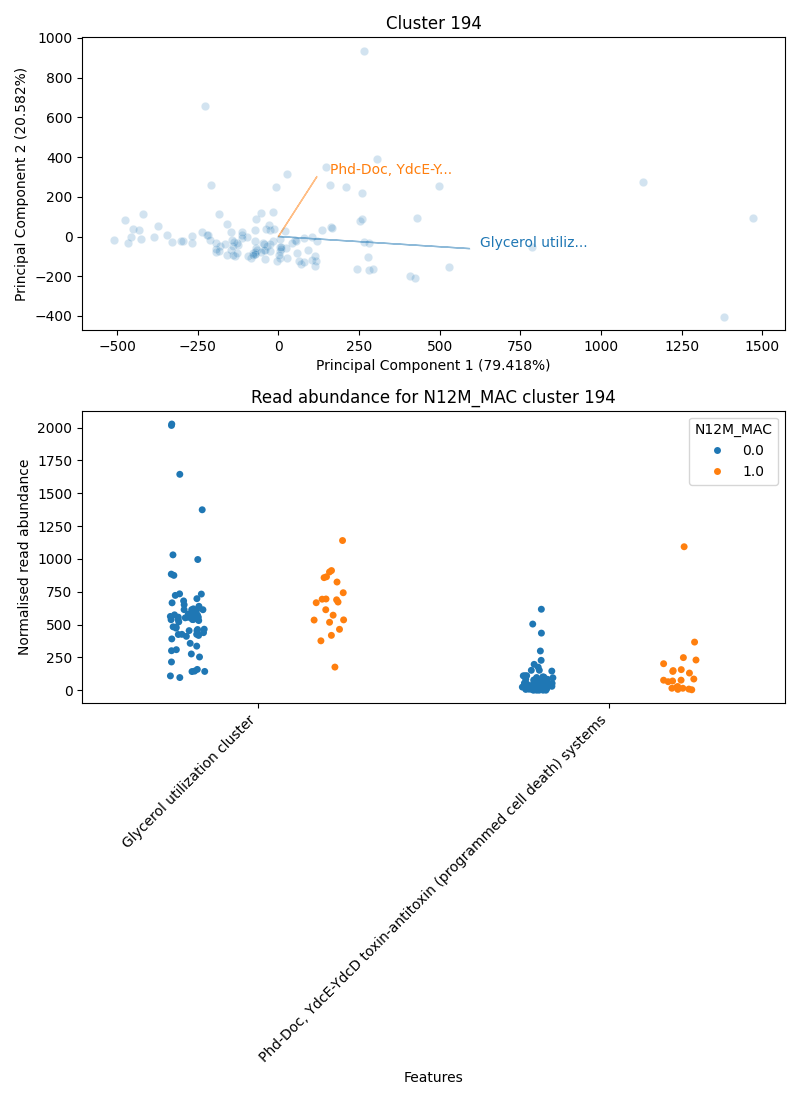 Cluster 194
1000
800
600
400
200
0
−200
−400
Principal Component 2 (20.582%)
Phd-Doc, YdcE-Y...
Glycerol utiliz...
−500
−250
0
250
500
750
1000
1250
1500
Principal Component 1 (79.418%)
Read abundance for N12M_MAC cluster 194
2000
1750
1500
1250
1000
750
500
250
0
Normalised read abundance
N12M_MAC
0.0
1.0
Glycerol utilization cluster
Phd-Doc, YdcE-YdcD toxin-antitoxin (programmed cell death) systems
Features